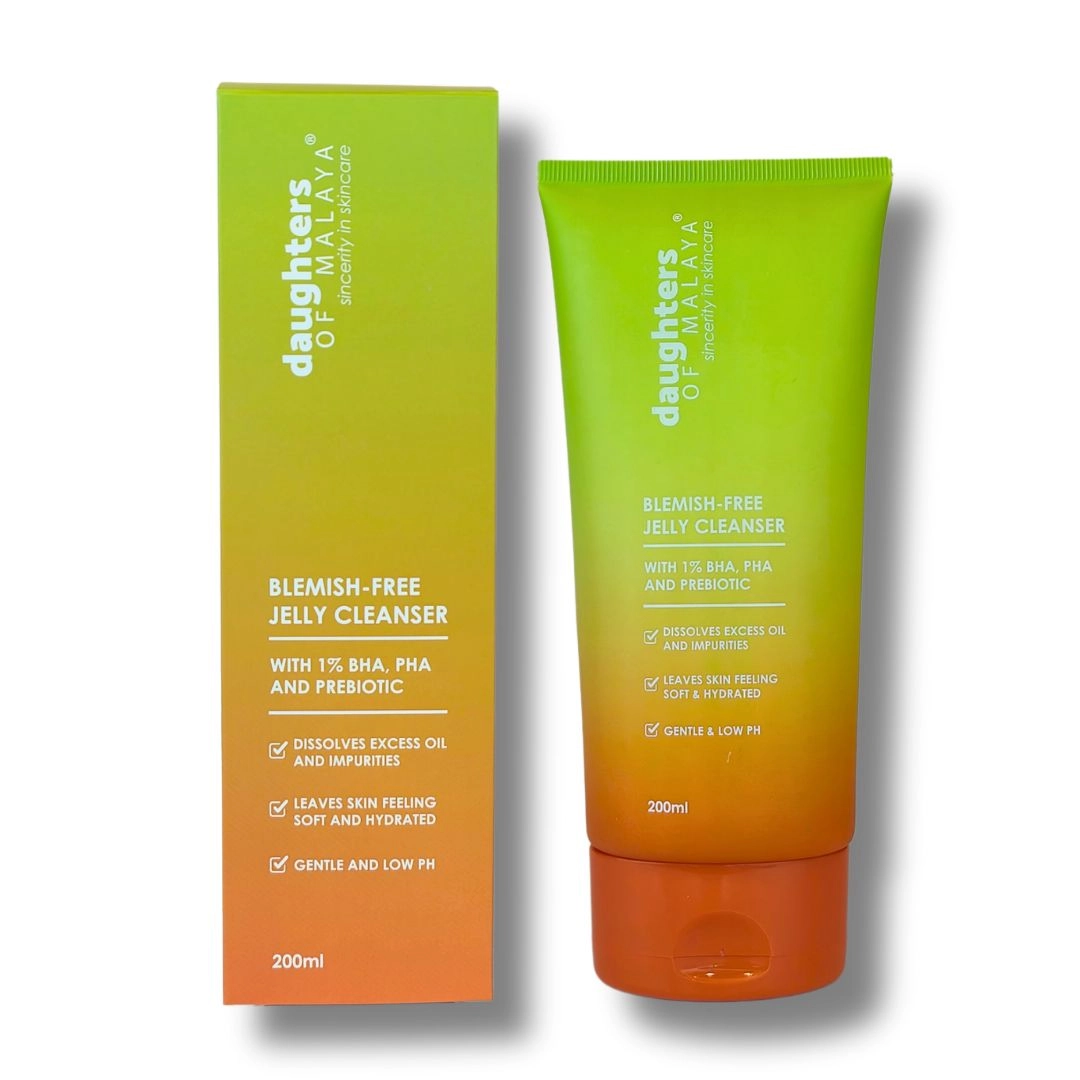 daughters
OF MALAYA®
sincerity in skincare
BLEMISH-FREE
JELLY CLEANSER
WITH 1% BHA, PHA
AND PREBIOTIC
DISSOLVES EXCESS OIL
AND IMPURITIES
LEAVES SKIN FEELING
SOFT AND HYDRATED
GENTLE AND LOW PH
200ml
daughters
OF MALAYA®
sincerity in skincare
BLEMISH-FREE
JELLY CLEANSER
WITH 1% BHA, PHA
AND PREBIOTIC
DISSOLVES EXCESS OIL
AND IMPURITIES
LEAVES SKIN FEELING
SOFT & HYDRATED
GENTLE & LOW PH
200ml